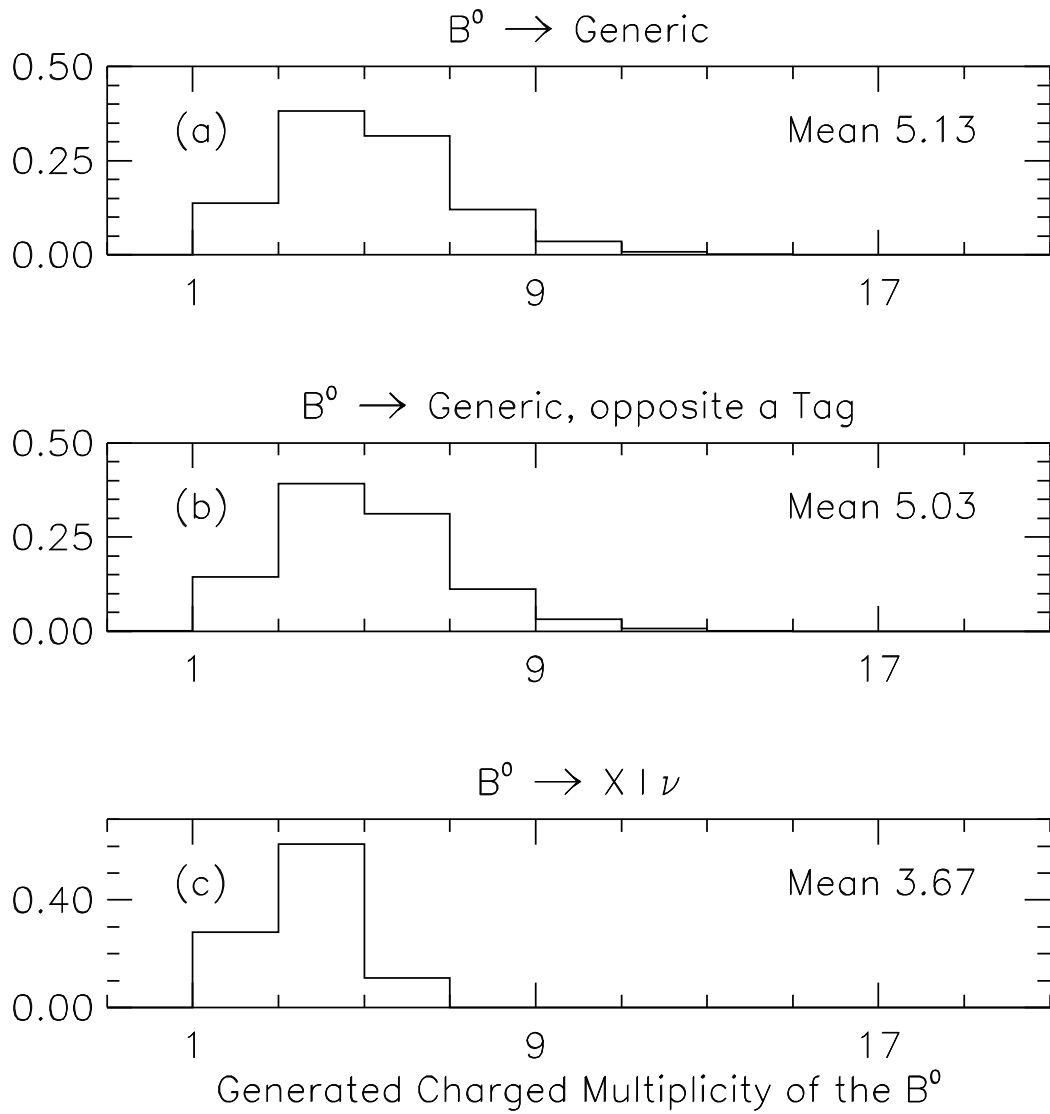 B⁰ → Generic
0.50
(a)
Mean 5.13
0.25
0.00
1 9 17
B⁰ → Generic, opposite a Tag
0.50
(b)
Mean 5.03
0.25
0.00
1 9 17
B⁰ → X l ν
(c)
Mean 3.67
0.40
0.00
1 9 17
Generated Charged Multiplicity of the B⁰